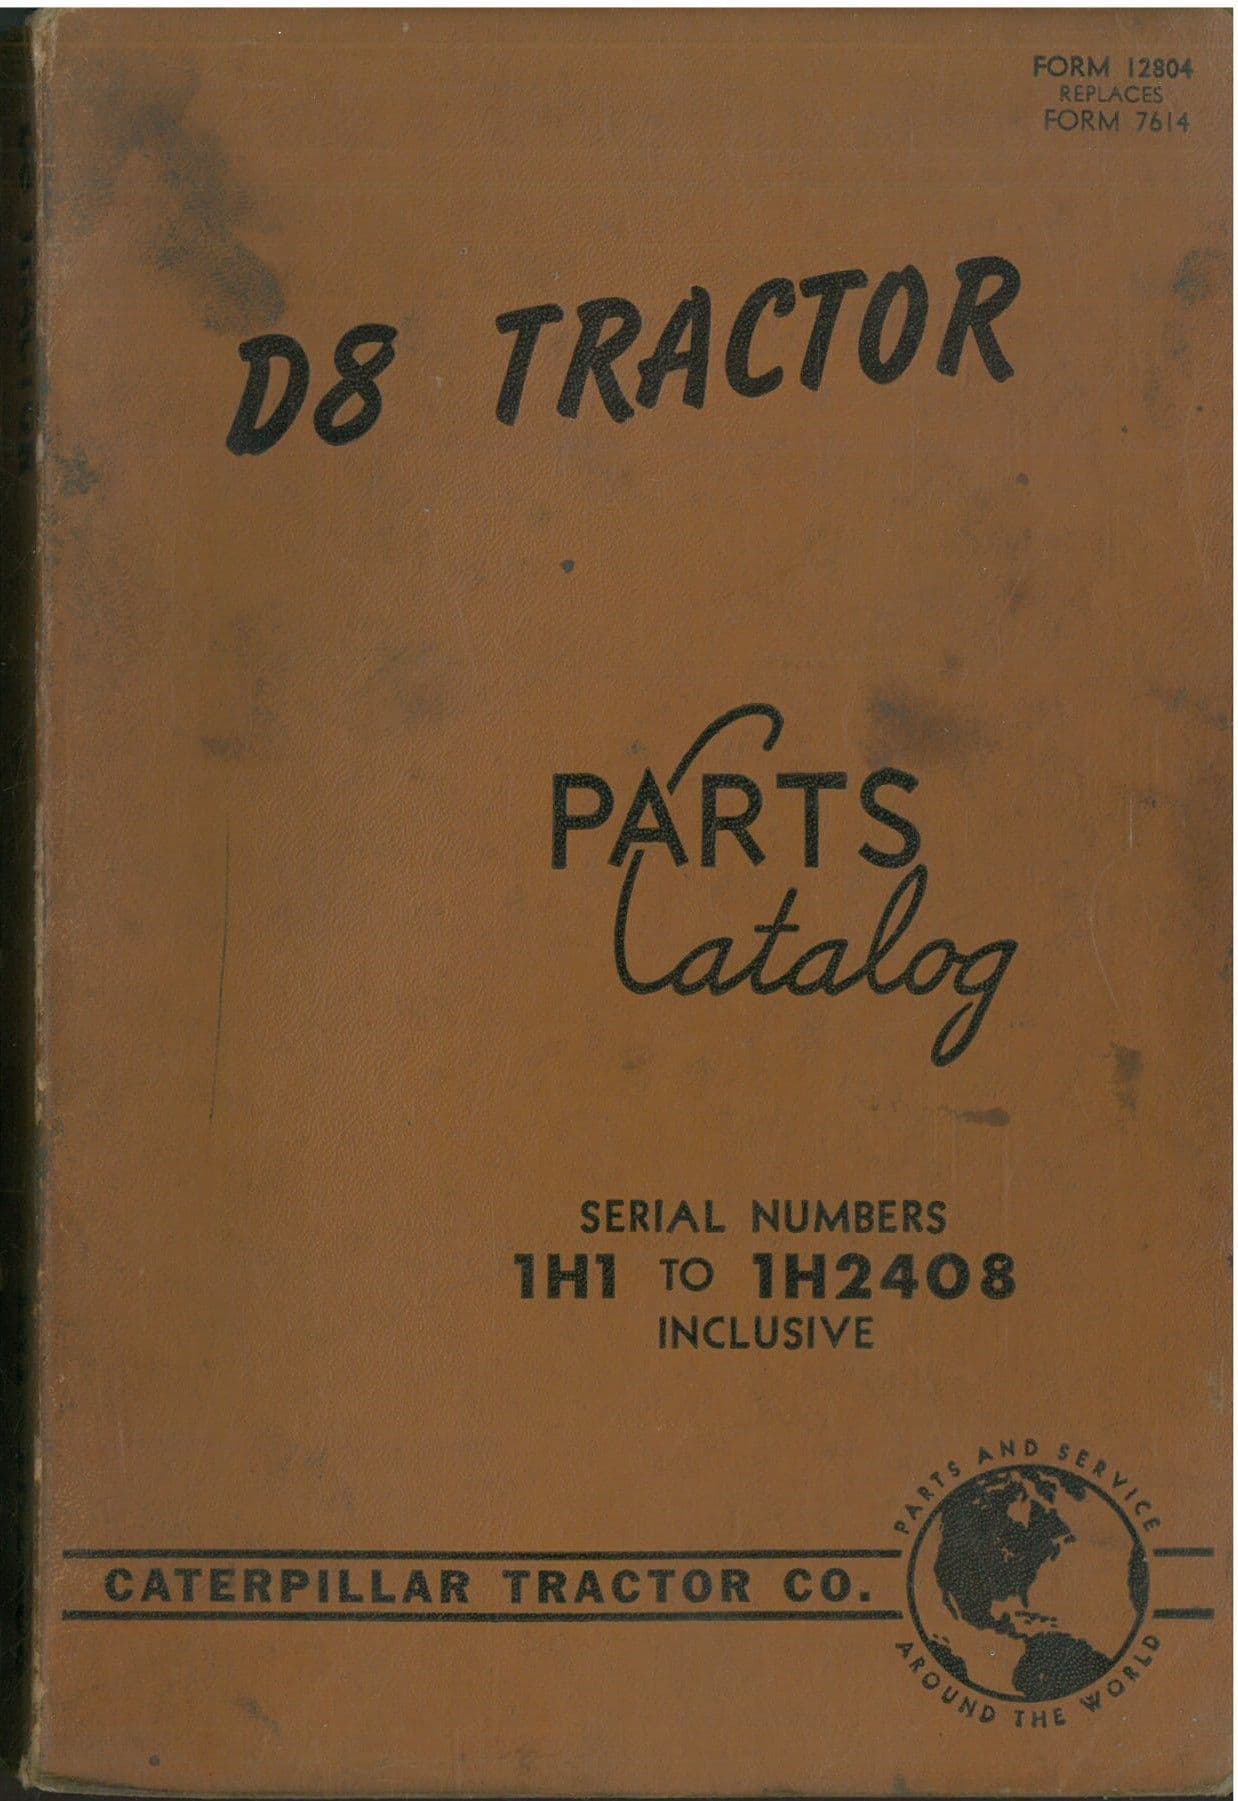 FORM 12804
REPLACES
FORM 7614
D8 TRACTOR
PARTS
Catalog
SERIAL NUMBERS
1H1 TO 1H2408
INCLUSIVE
CATERPILLAR TRACTOR CO.
PARTS AND SERVICE
AROUND THE WORLD